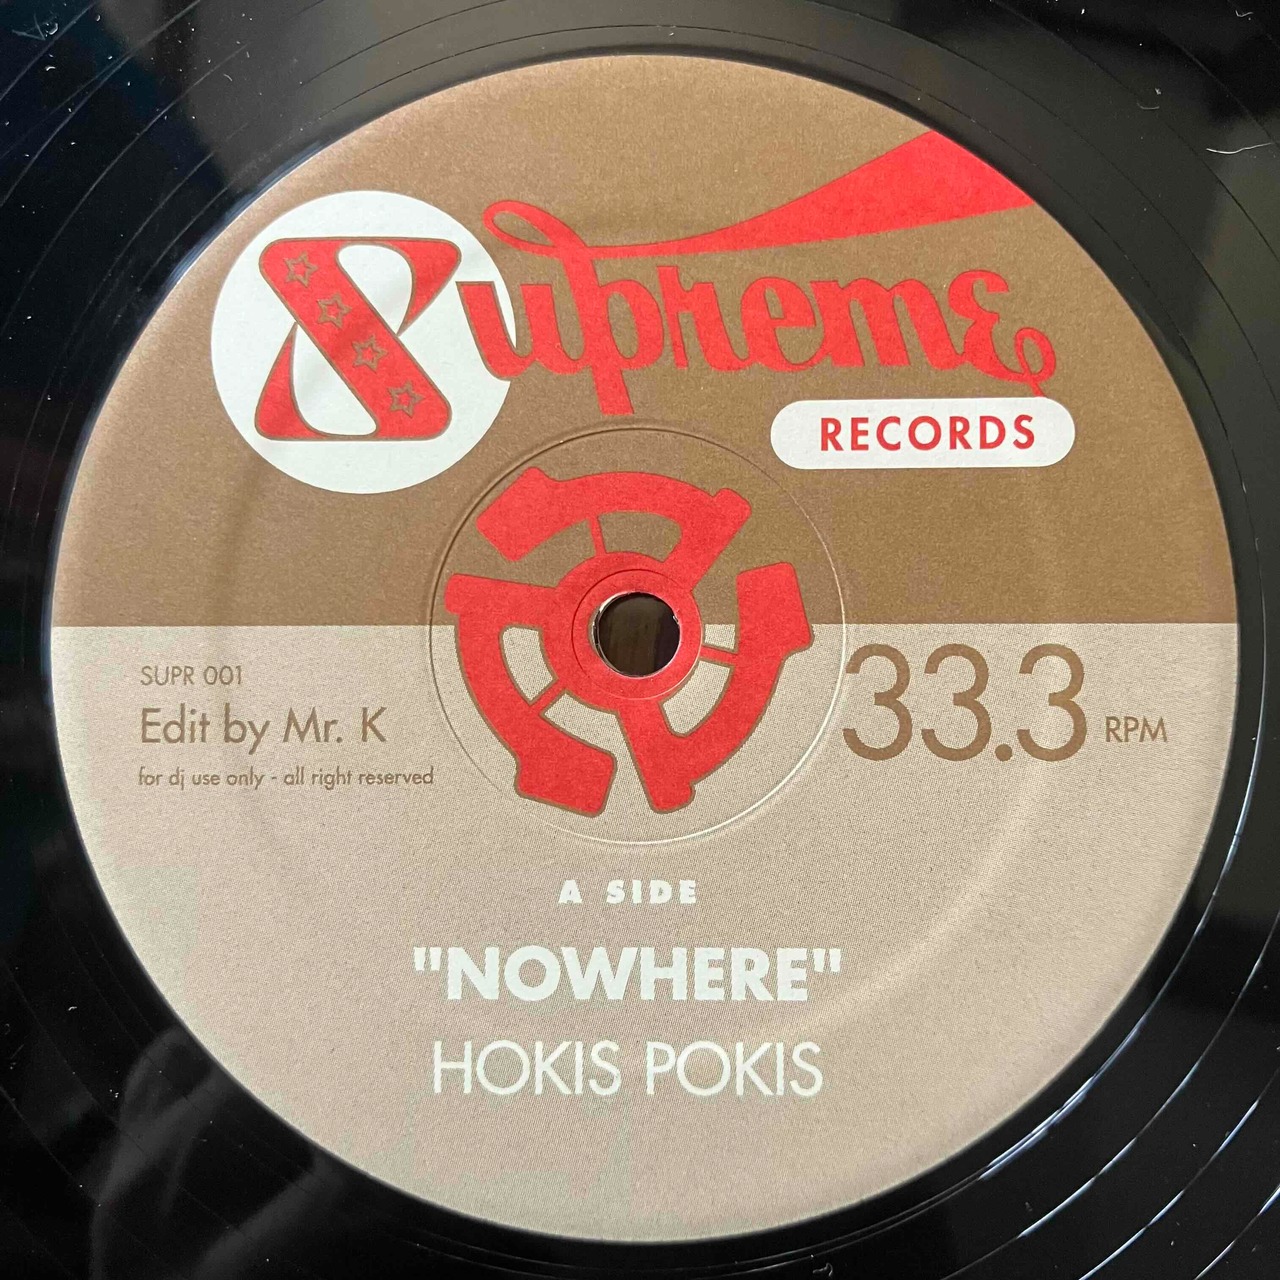 Supreme
RECORDS
SUPR 001
Edit by Mr. K
for dj use only - all right reserved
33.3 RPM
A SIDE
"NOWHERE"
HOKIS POKIS